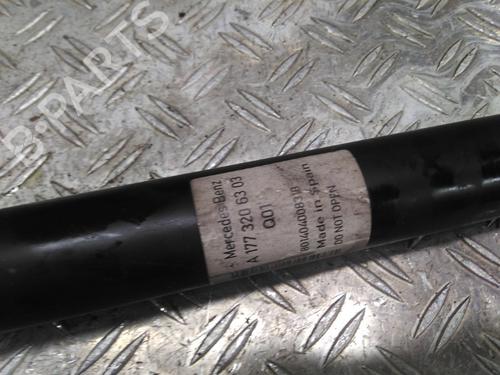 B-PARTS
Mercedes-Benz
A 177 320 63 03
Q01
Made in Spain
DO NOT OPEN